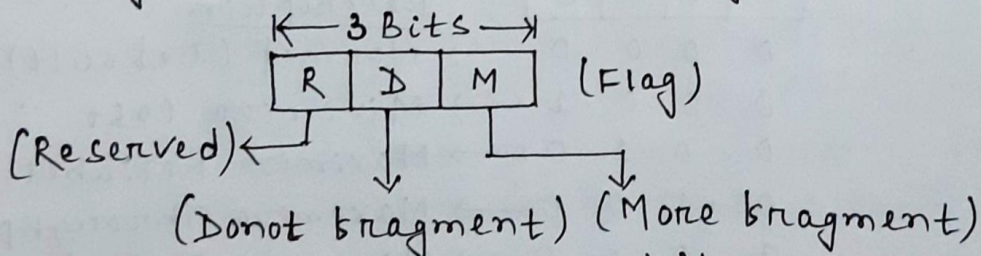 3 Bits
R D M (Flag)
(Reserved)
(Donot fragment) (More fragment)